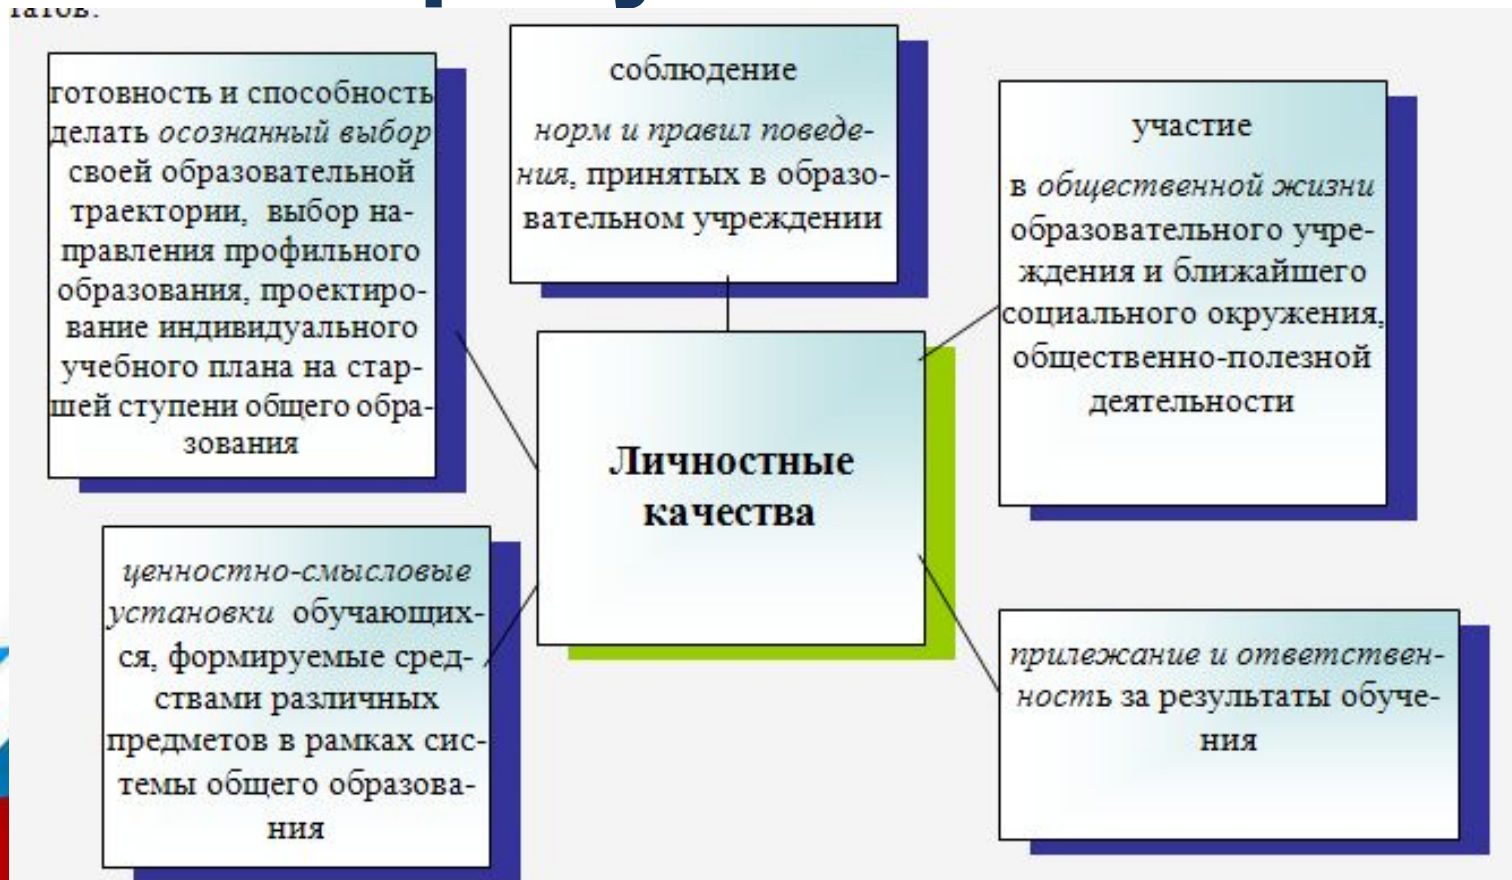 готовность и способность
делать осознанный выбор
своей образовательной
траектории, выбор на-
правления профильного
образования, проектиро-
вание индивидуального
учебного плана на стар-
шей ступени общего обра-
зования
соблюдение
норм и правил поведе-
ния, принятых в образо-
вательном учреждении
участие
в общественной жизни
образовательного учре-
ждения и ближайшего
социального окружения,
общественно-полезной
деятельности
Личностные
качества
ценностно-смысловые
установки обучающих-
ся, формируемые сред-
ствами различных
предметов в рамках сис-
темы общего образова-
ния
прилежание и ответствен-
ность за результаты обуче-
ния